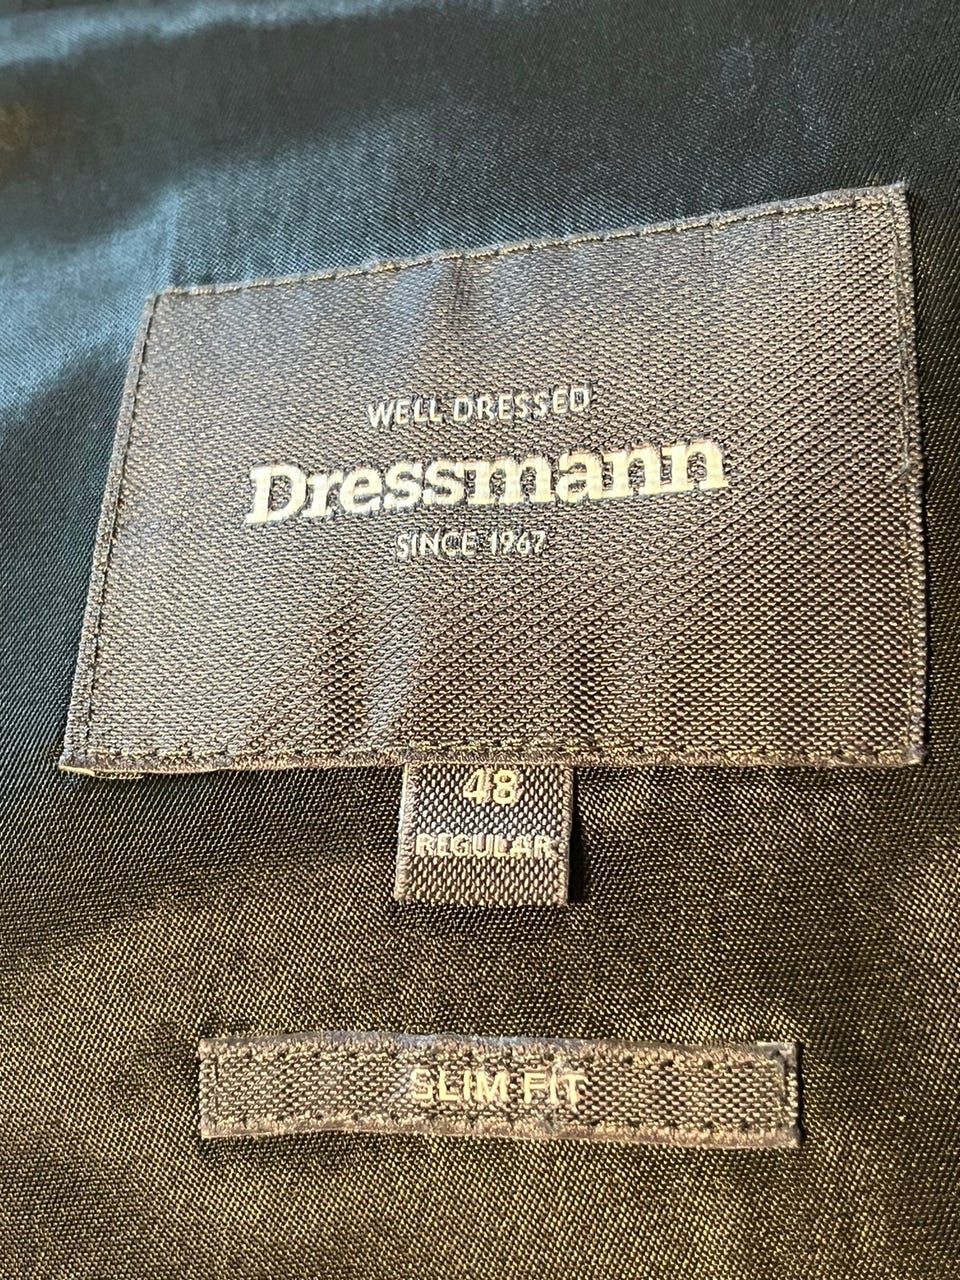 WELL DRESSED
Dressmann
SINCE 1967
48
REGULAR
SLIM FIT